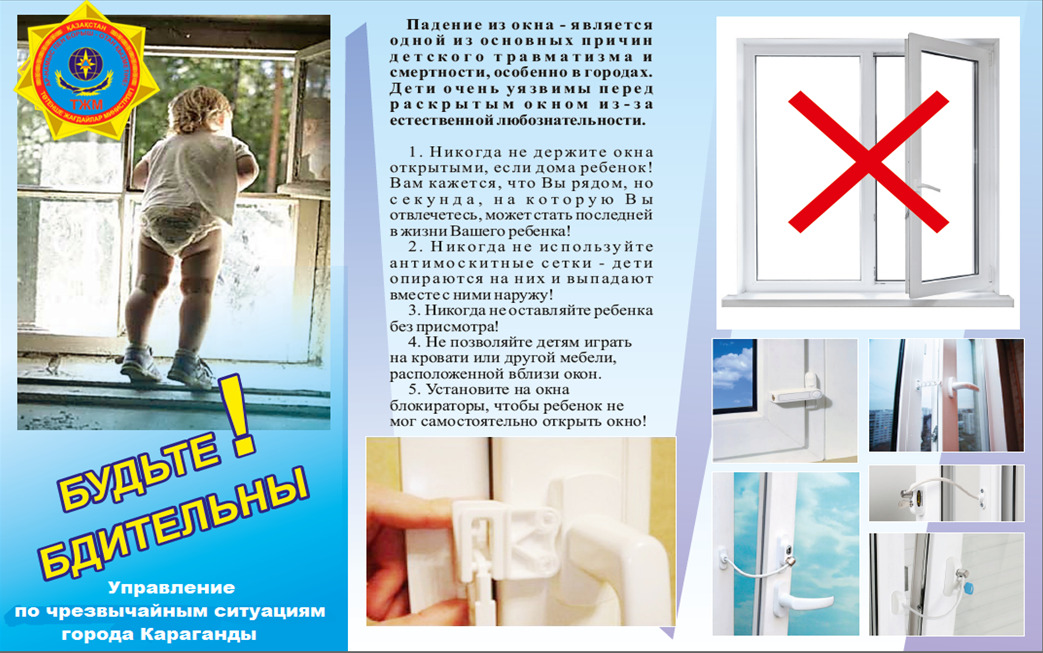 ҚАЗАҚСТАН
ТЖМ
ТӨТЕНШЕ ЖАҒДАЙЛАР МИНИСТРЛІГІ
БУДЬТЕ !
БДИТЕЛЬНЫ
Управление
по чрезвычайным ситуациям
города Караганды
Падение из окна - является
одной из основных причин
детского травматизма и
смертности, особенно в городах.
Дети очень уязвимы перед
раскрытым окном из-за
естественной любознательности.
1. Никогда не держите окна
открытыми, если дома ребенок!
Вам кажется, что Вы рядом, но
секунда, на которую Вы
отвлечетесь, может стать последней
в жизни Вашего ребенка!
2. Никогда не используйте
антимоскитные сетки - дети
опираются на них и выпадают
вместе с ними наружу!
3. Никогда не оставляйте ребенка
без присмотра!
4. Не позволяйте детям играть
на кровати или другой мебели,
расположенной вблизи окон.
5. Установите на окна
блокираторы, чтобы ребенок не
мог самостоятельно открыть окно!